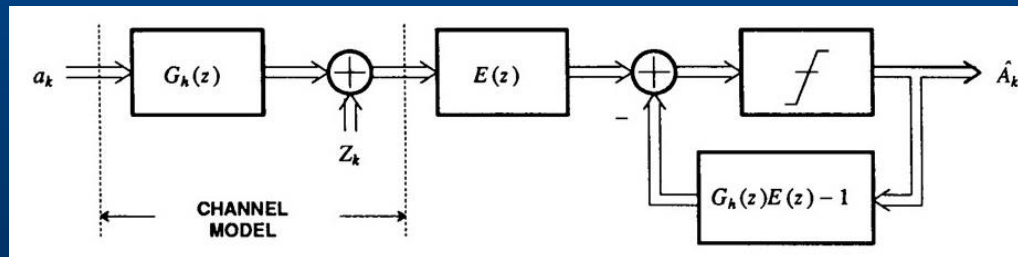 a_k
G_h(z)
Z_k
E(z)
−
Â_k
G_h(z)E(z) − 1
CHANNEL
MODEL